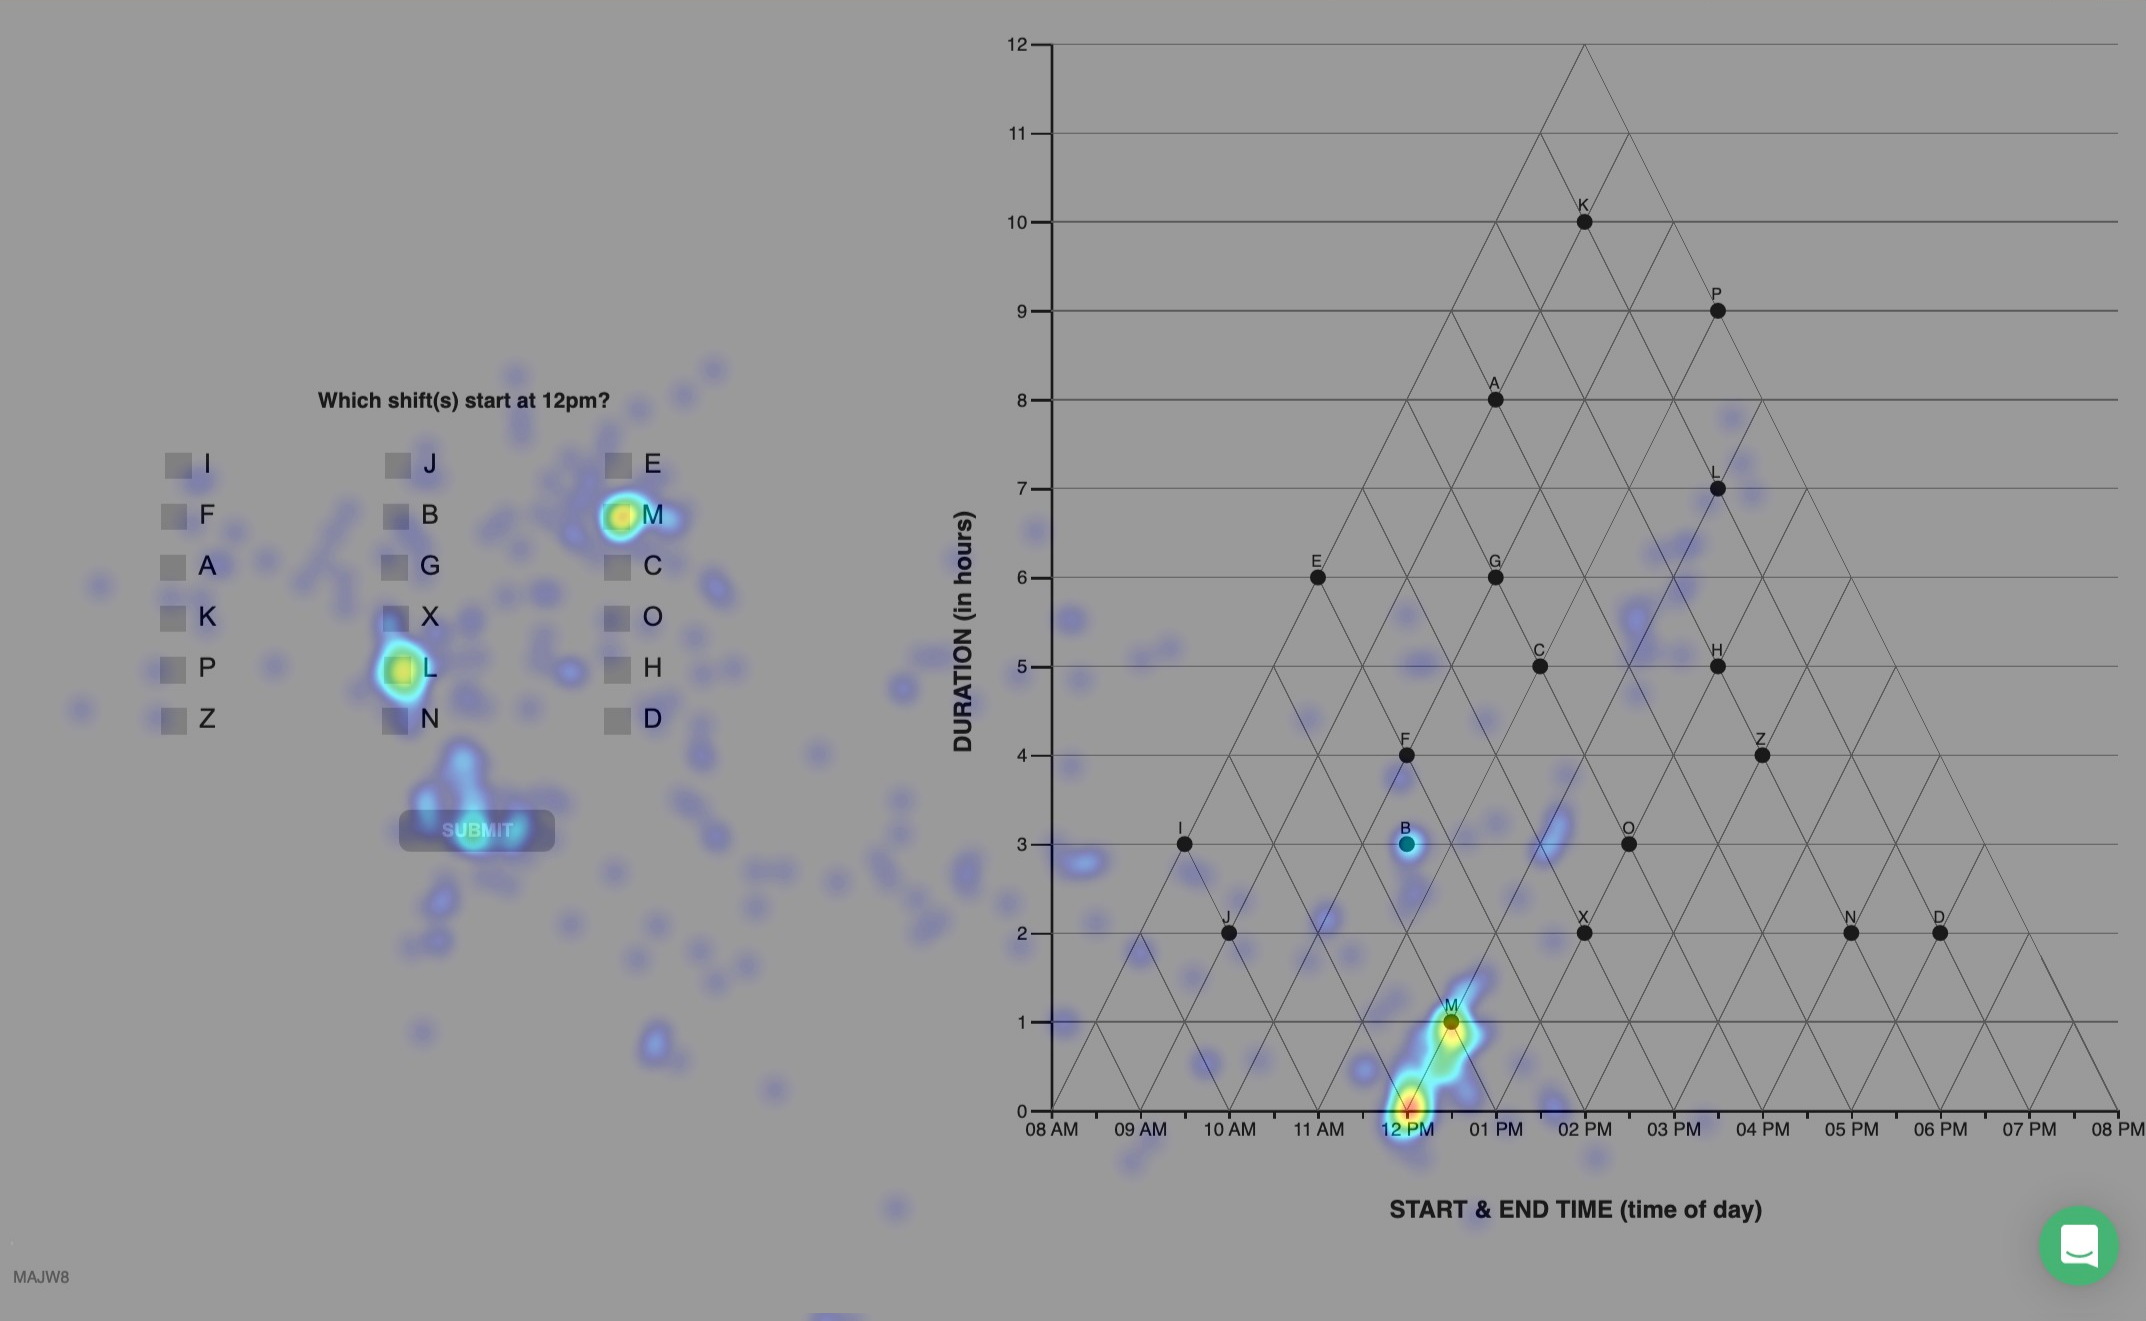 Which shift(s) start at 12pm?
I J E
F B M
A G C
K X O
P L H
Z N D
SUBMIT
MAJW8
DURATION (in hours)
12
11
10
9
8
7
6
5
4
3
2
1
0
K
P
A
L
E G
C H
F Z
I B O
J X N D
M
08 AM 09 AM 10 AM 11 AM 12 PM 01 PM 02 PM 03 PM 04 PM 05 PM 06 PM 07 PM 08 PM
START & END TIME (time of day)